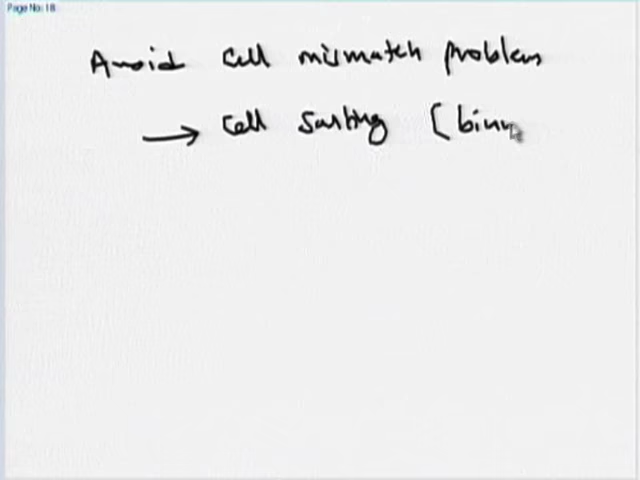 Page No: 18
Avoid cell mismatch problem
→ cell sorting (binn